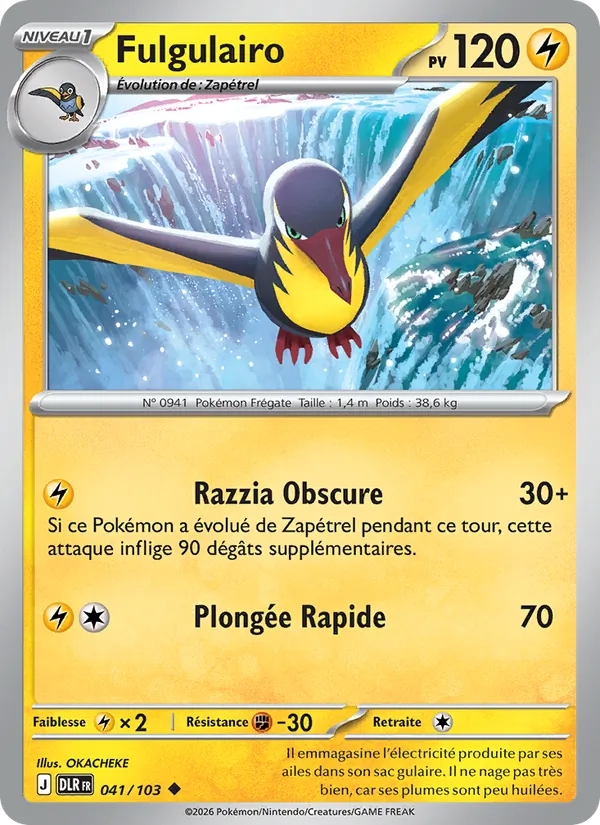 NIVEAU 1
Fulgulairo
PV 120
Évolution de : Zapétrel
N° 0941 Pokémon Frégate Taille : 1,4 m Poids : 38,6 kg
Razzia Obscure 30+
Si ce Pokémon a évolué de Zapétrel pendant ce tour, cette
attaque inflige 90 dégâts supplémentaires.
Plongée Rapide 70
Faiblesse ×2 Résistance -30 Retraite
Illus. OKACHEKE
Il emmagasine l'électricité produite par ses
ailes dans son sac gulaire. Il ne nage pas très
bien, car ses plumes sont peu huilées.
J DLR FR 041/103
©2026 Pokémon/Nintendo/Creatures/GAME FREAK